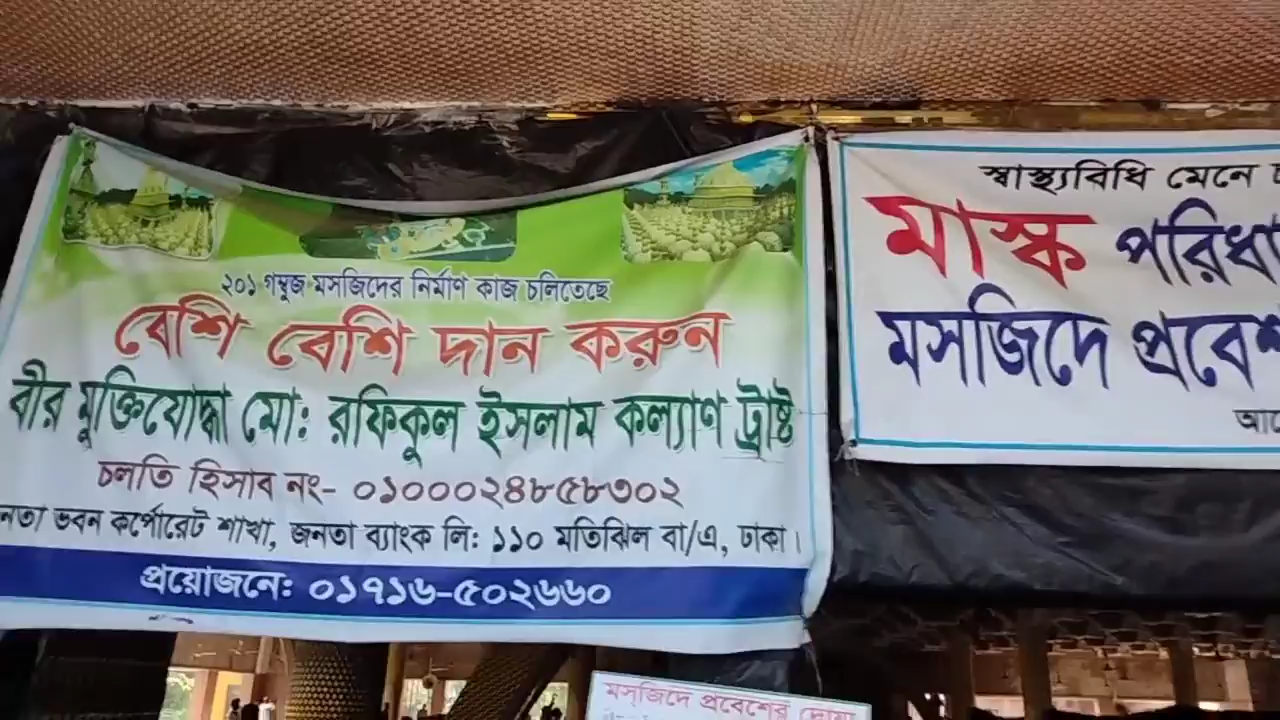 ২০১ গম্বুজ মসজিদের নির্মাণ কাজ চলিতেছে
বেশি বেশি দান করুন
বীর মুক্তিযোদ্ধা মো: রফিকুল ইসলাম কল্যাণ ট্রাষ্ট
চলতি হিসাব নং- ০১০০০২৪৮৫৮৩০২
নতা ভবন কর্পোরেট শাখা, জনতা ব্যাংক লি: ১১০ মতিঝিল বা/এ, ঢাকা।
প্রয়োজনে: ০১৭১৬-৫০২৬৬০
স্বাস্থ্যবিধি মেনে
মাস্ক পরিধা
মসজিদে প্রবেশ
মসজিদে প্রবেশের দোয়া